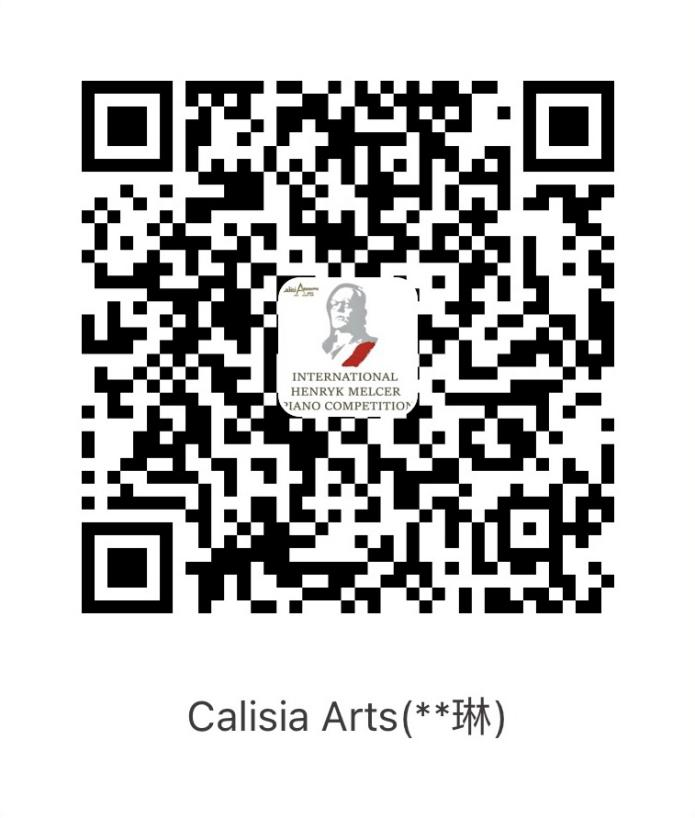 INTERNATIONAL
HENRYK MELCER
PIANO COMPETITION
Calisia Arts(**琳)